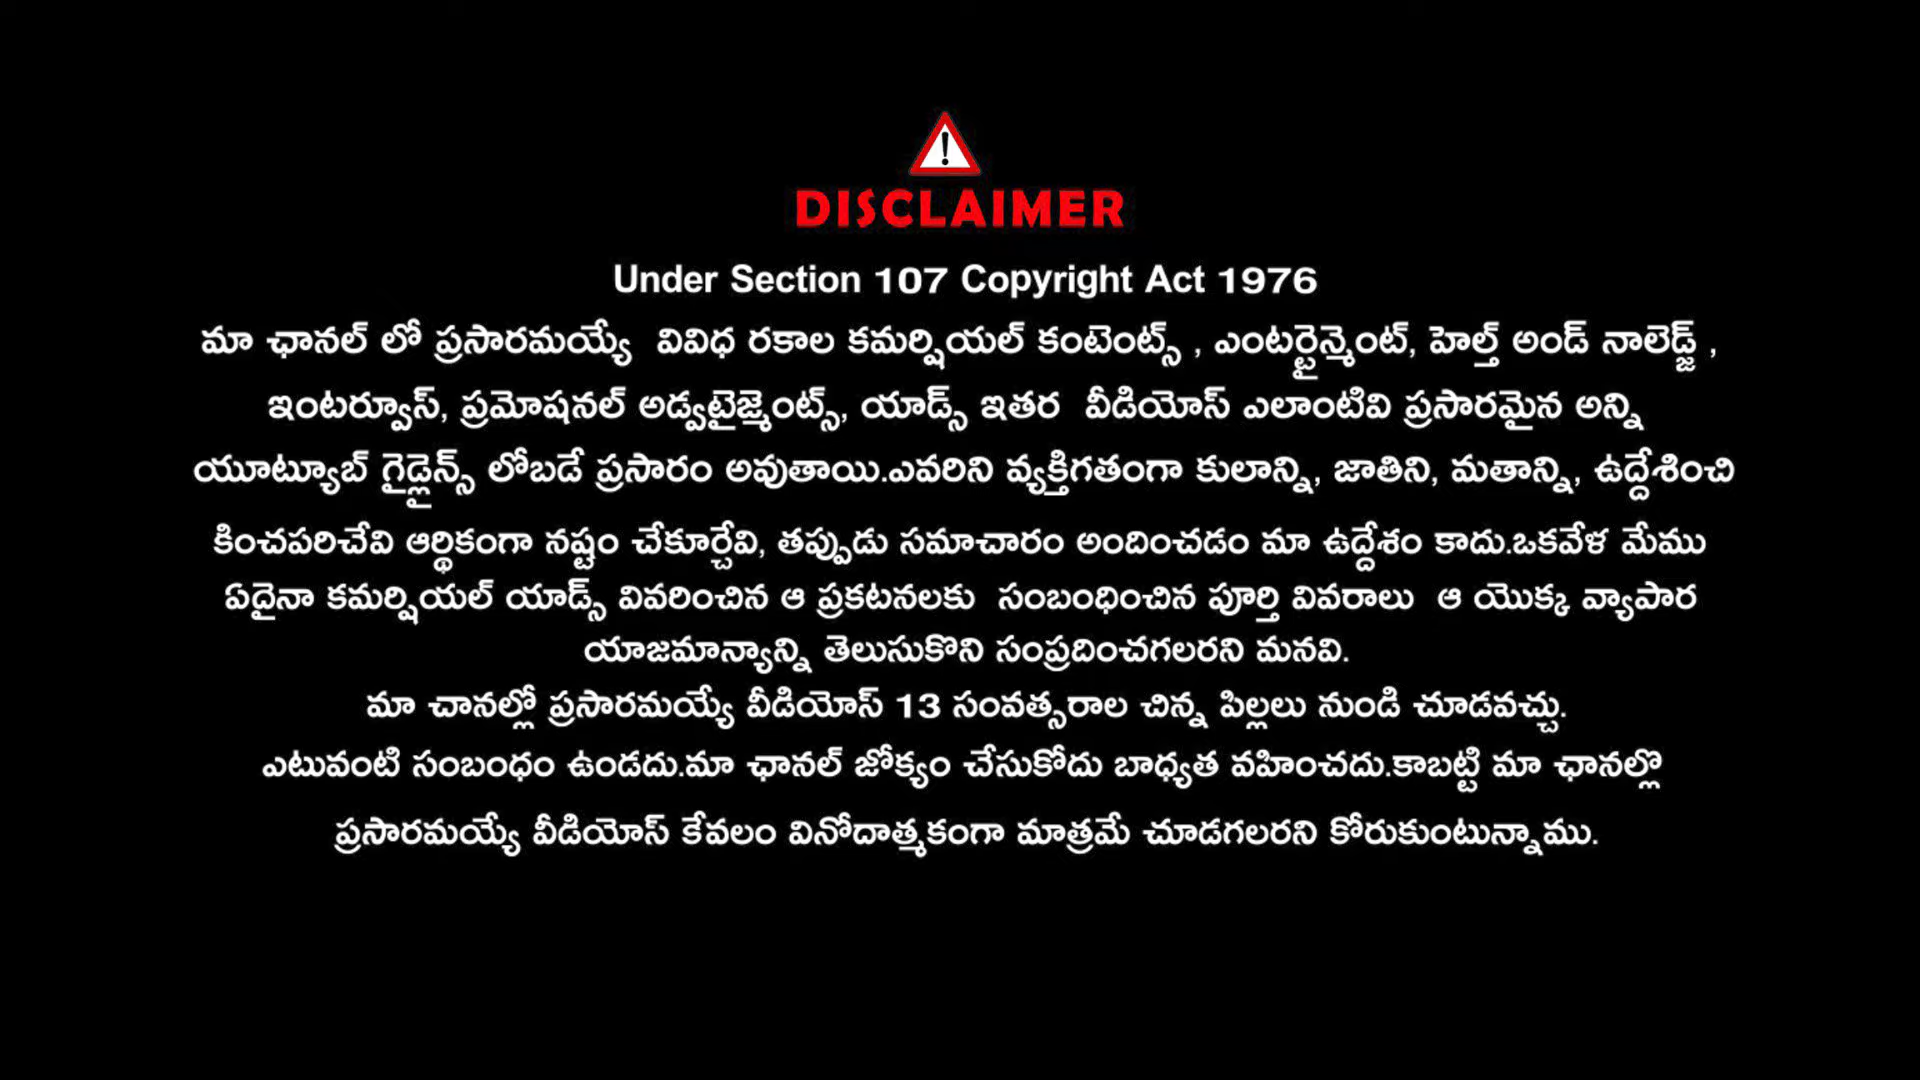 DISCLAIMER
Under Section 107 Copyright Act 1976
మా ఛానల్ లో ప్రసారమయ్యే వివిధ రకాల కమర్షియల్ కంటెంట్స్ , ఎంటర్టైన్మెంట్, హెల్త్ అండ్ నాలెడ్జ్ ,
ఇంటర్వ్యూస్, ప్రమోషనల్ అడ్వటైజ్మెంట్స్, యాడ్స్ ఇతర వీడియోస్ ఎలాంటివి ప్రసారమైన అన్ని
యూట్యూబ్ గైడ్లైన్స్ లోబడే ప్రసారం అవుతాయి.ఎవరిని వ్యక్తిగతంగా కులాన్ని, జాతిని, మతాన్ని, ఉద్దేశించి
కించపరిచేవి ఆర్థికంగా నష్టం చేకూర్చేవి, తప్పుడు సమాచారం అందించడం మా ఉద్దేశం కాదు.ఒకవేళ మేము
ఏదైనా కమర్షియల్ యాడ్స్ వివరించిన ఆ ప్రకటనలకు సంబంధించిన పూర్తి వివరాలు ఆ యొక్క వ్యాపార
యాజమాన్యాన్ని తెలుసుకొని సంప్రదించగలరని మనవి.
మా చానల్లో ప్రసారమయ్యే వీడియోస్ 13 సంవత్సరాల చిన్న పిల్లలు నుండి చూడవచ్చు.
ఎటువంటి సంబంధం ఉండదు.మా ఛానల్ జోక్యం చేసుకోదు బాధ్యత వహించదు.కాబట్టి మా ఛానల్లొ
ప్రసారమయ్యే వీడియోస్ కేవలం వినోదాత్మకంగా మాత్రమే చూడగలరని కోరుకుంటున్నాము.